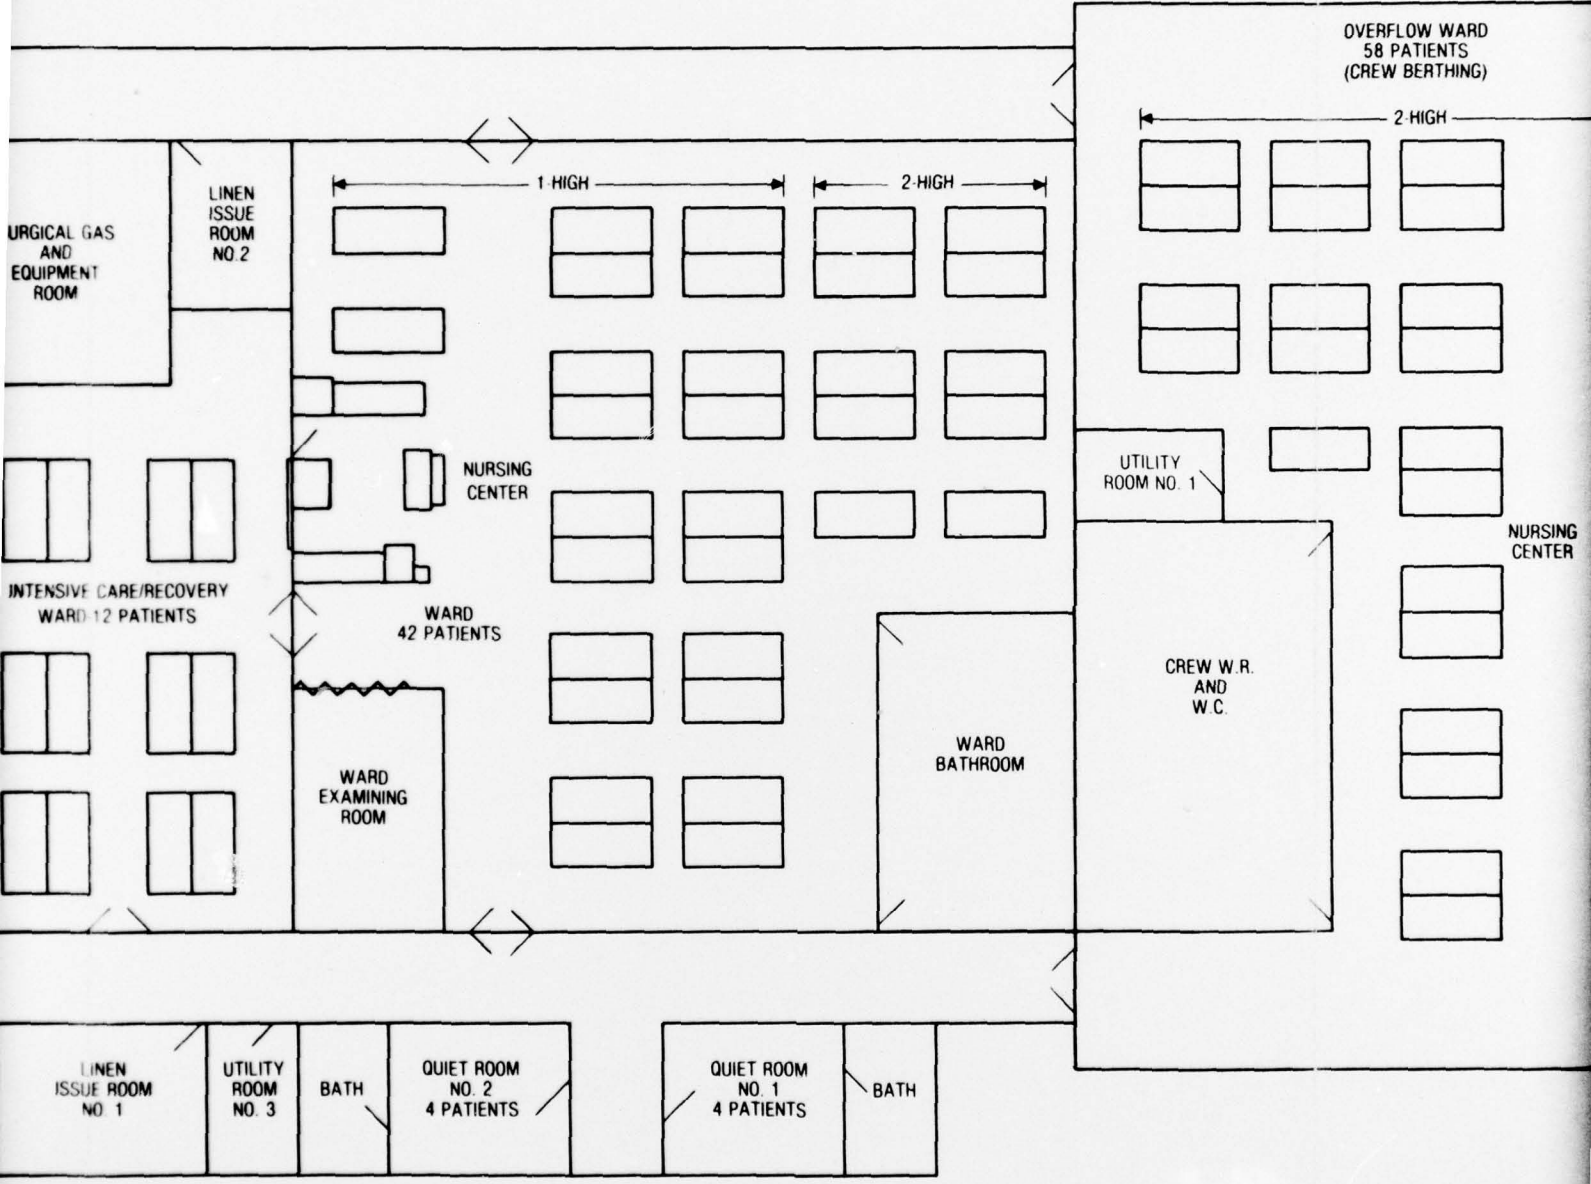 OVERFLOW WARD
58 PATIENTS
(CREW BERTHING)
2-HIGH
1-HIGH
2-HIGH
LINEN
ISSUE
ROOM
NO.2
URGICAL GAS
AND
EQUIPMENT
ROOM
NURSING
CENTER
UTILITY
ROOM NO. 1
NURSING
CENTER
INTENSIVE CARE/RECOVERY
WARD 12 PATIENTS
WARD
42 PATIENTS
CREW W.R.
AND
W.C.
WARD
BATHROOM
WARD
EXAMINING
ROOM
LINEN
ISSUE ROOM
NO. 1
UTILITY
ROOM
NO. 3
BATH
QUIET ROOM
NO. 2
4 PATIENTS
QUIET ROOM
NO. 1
4 PATIENTS
BATH